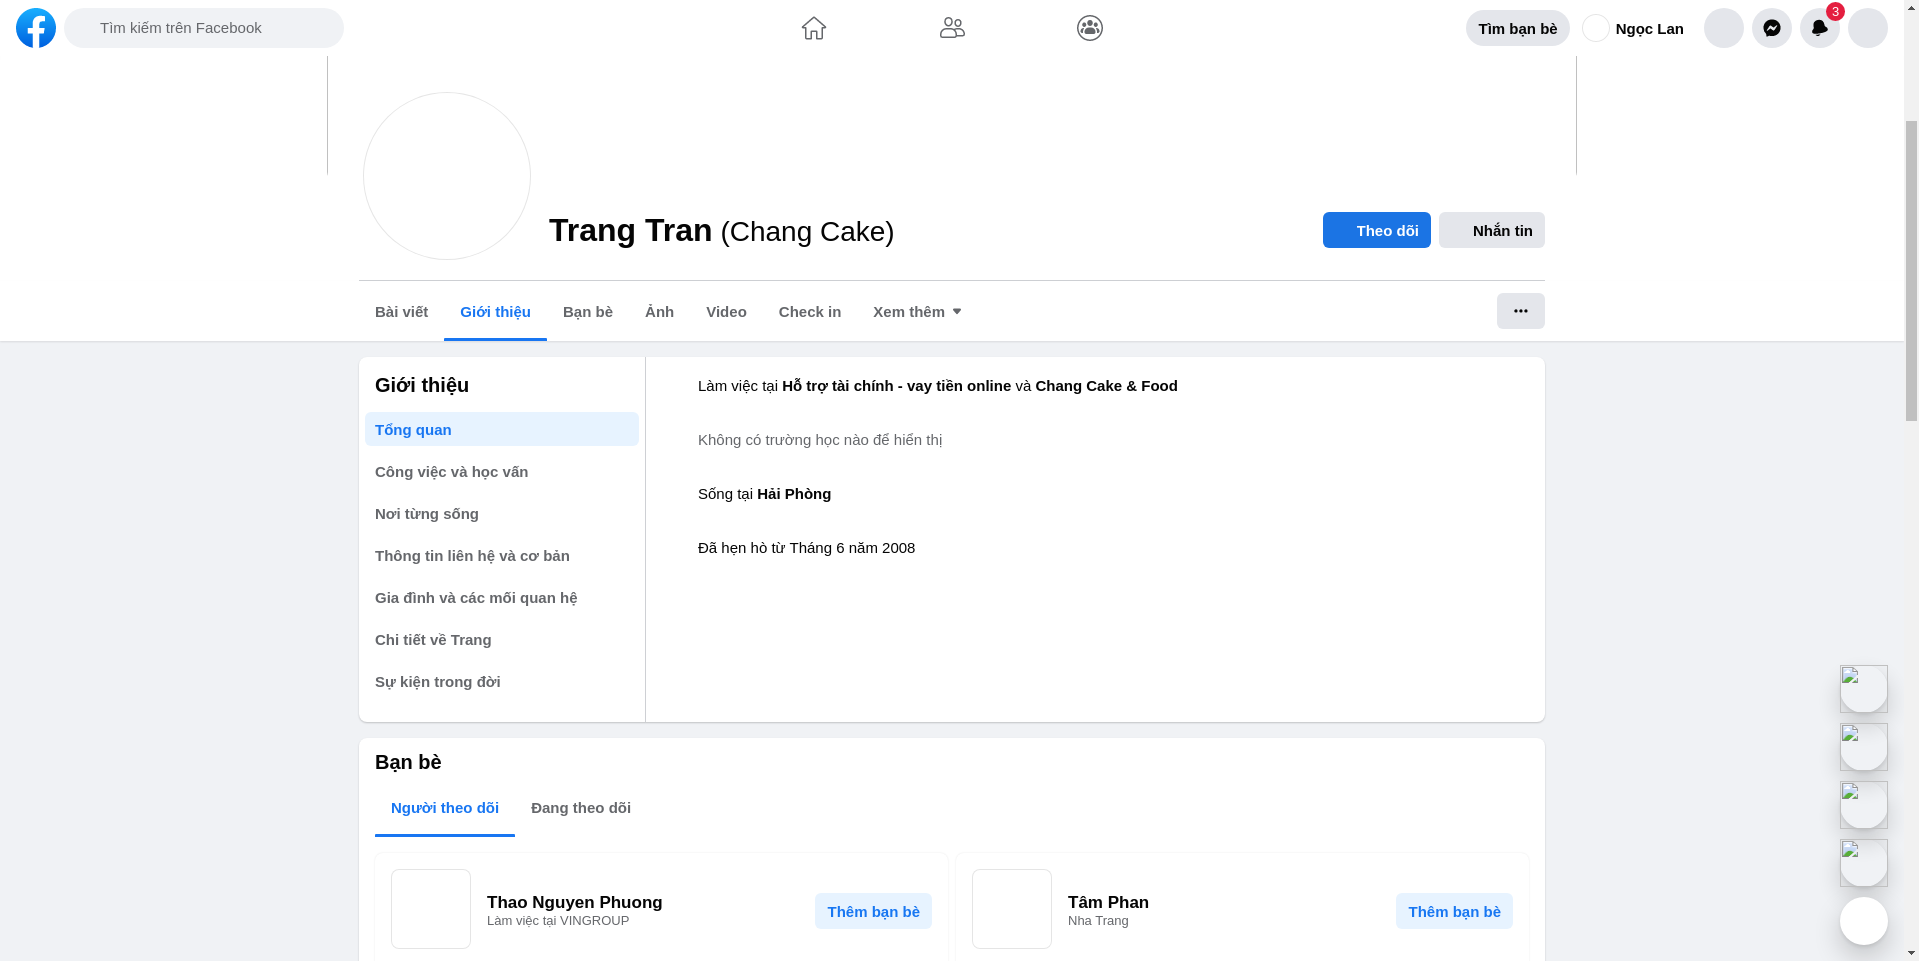 Tìm kiếm trên Facebook
Tìm bạn bè
Ngọc Lan
3
Trang Tran (Chang Cake)
Theo dõi
Nhắn tin
Bài viết
Giới thiệu
Bạn bè
Ảnh
Video
Check in
Xem thêm
Giới thiệu
Tổng quan
Công việc và học vấn
Nơi từng sống
Thông tin liên hệ và cơ bản
Gia đình và các mối quan hệ
Chi tiết về Trang
Sự kiện trong đời
Làm việc tại Hỗ trợ tài chính - vay tiền online và Chang Cake & Food
Không có trường học nào để hiển thị
Sống tại Hải Phòng
Đã hẹn hò từ Tháng 6 năm 2008
Bạn bè
Người theo dõi
Đang theo dõi
Thao Nguyen Phuong
Làm việc tại VINGROUP
Thêm bạn bè
Tâm Phan
Nha Trang
Thêm bạn bè